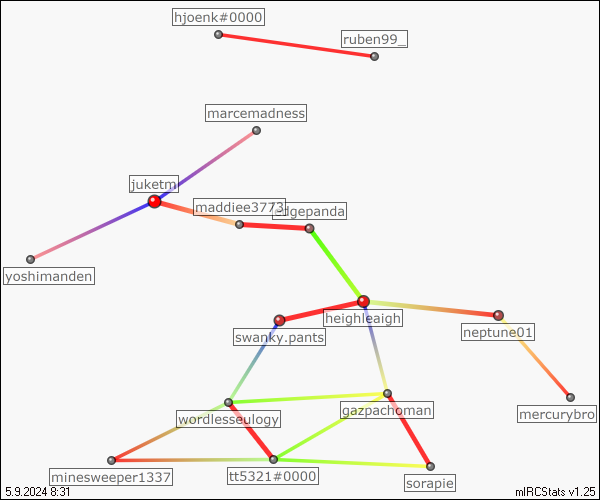 hjoenk#0000
ruben99_
marcemadness
juketm
maddiee3773
edgepanda
yoshimanden
heighleaigh
neptune01
swanky.pants
gazpachoman
mercurybro
wordlesseulogy
minesweeper1337
tt5321#0000
sorapie
5.9.2024 8:31
mIRCStats v1.25